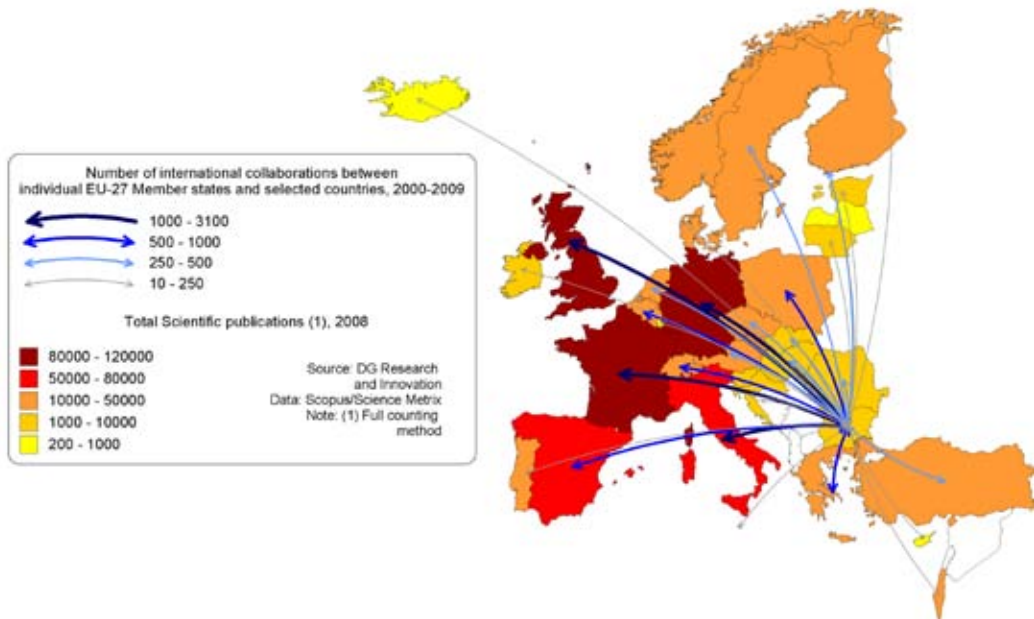 Number of international collaborations between
individual EU-27 Member states and selected countries, 2000-2009
1000 - 3100
500 - 1000
250 - 500
10 - 250
Total Scientific publications (1), 2008
80000 - 120000
50000 - 80000
10000 - 50000
1000 - 10000
200 - 1000
Source: DG Research
and Innovation
Data: Scopus/Science Metrix
Note: (1) Full counting
method